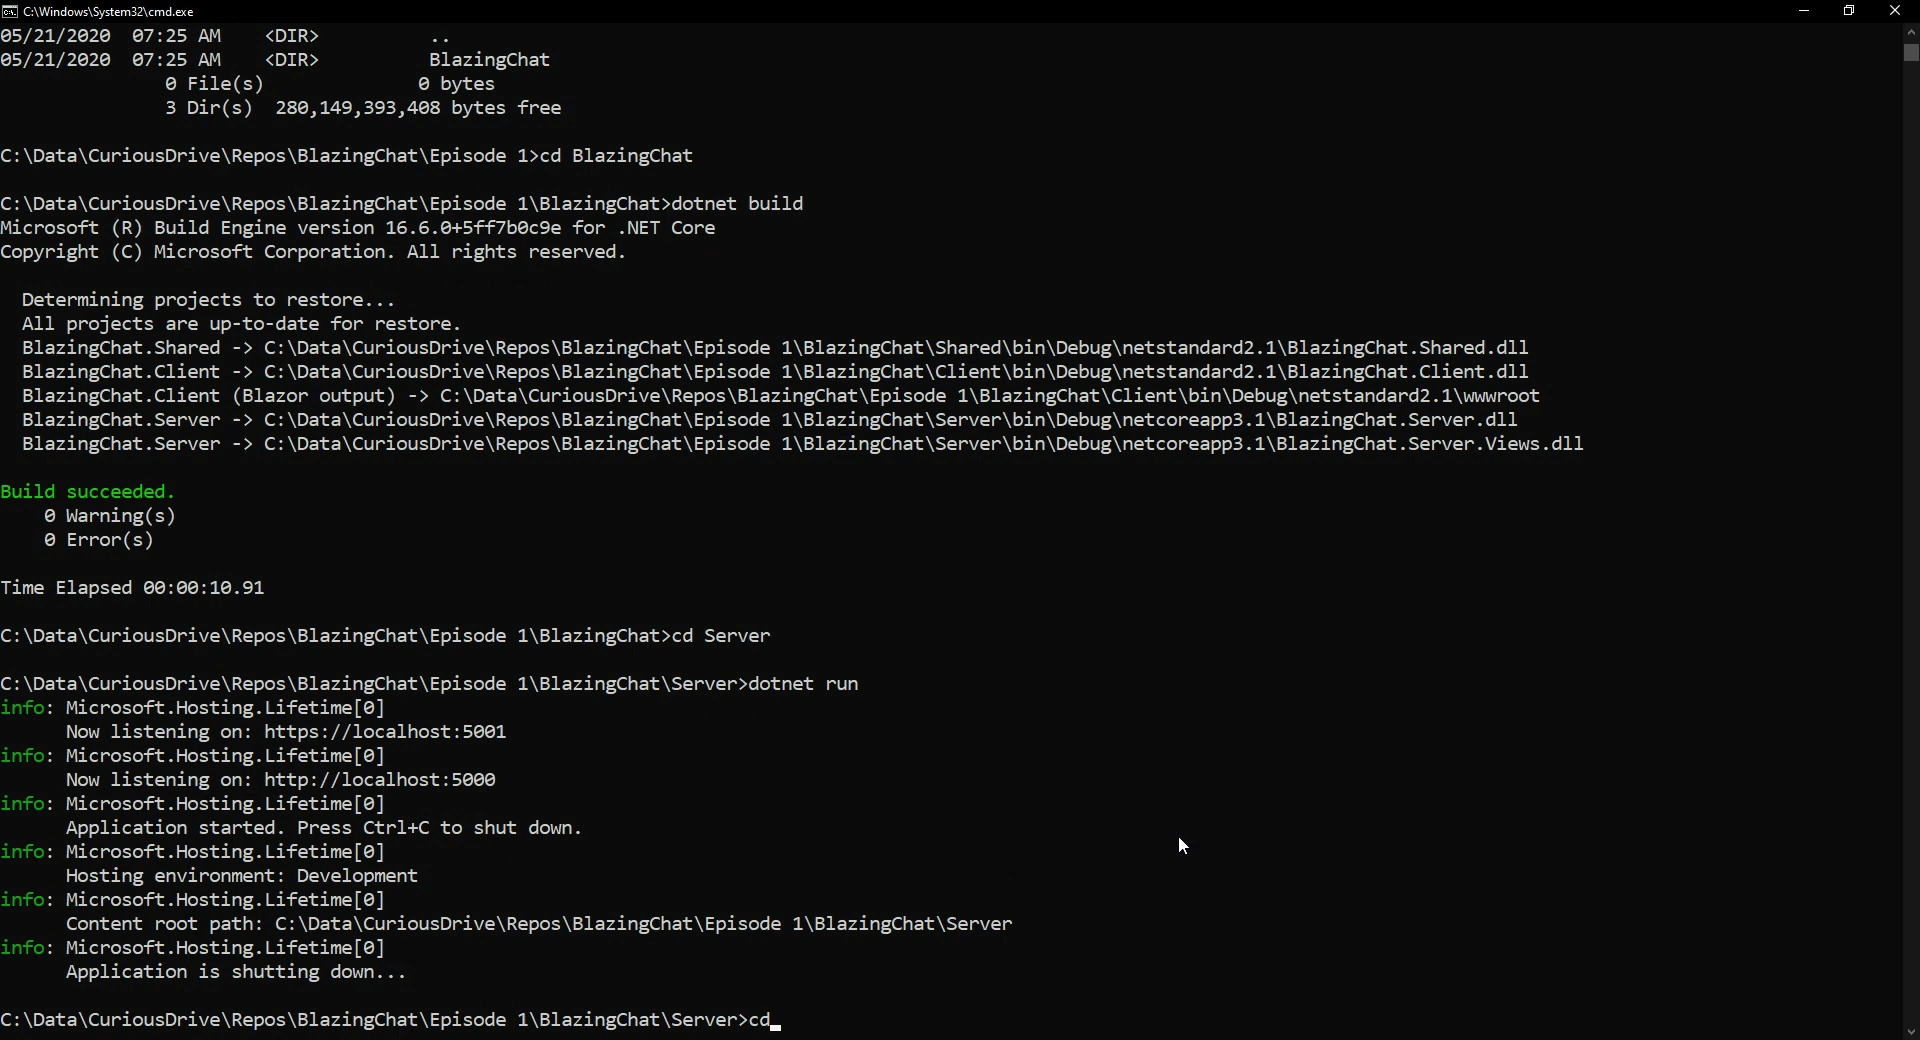 C:\Windows\System32\cmd.exe
05/21/2020  07:25 AM    <DIR>          ..
05/21/2020  07:25 AM    <DIR>          BlazingChat
               0 File(s)              0 bytes
               3 Dir(s)  280,149,393,408 bytes free
C:\Data\CuriousDrive\Repos\BlazingChat\Episode 1>cd BlazingChat
C:\Data\CuriousDrive\Repos\BlazingChat\Episode 1\BlazingChat>dotnet build
Microsoft (R) Build Engine version 16.6.0+5ff7b0c9e for .NET Core
Copyright (C) Microsoft Corporation. All rights reserved.
  Determining projects to restore...
  All projects are up-to-date for restore.
  BlazingChat.Shared -> C:\Data\CuriousDrive\Repos\BlazingChat\Episode 1\BlazingChat\Shared\bin\Debug\netstandard2.1\BlazingChat.Shared.dll
  BlazingChat.Client -> C:\Data\CuriousDrive\Repos\BlazingChat\Episode 1\BlazingChat\Client\bin\Debug\netstandard2.1\BlazingChat.Client.dll
  BlazingChat.Client (Blazor output) -> C:\Data\CuriousDrive\Repos\BlazingChat\Episode 1\BlazingChat\Client\bin\Debug\netstandard2.1\wwwroot
  BlazingChat.Server -> C:\Data\CuriousDrive\Repos\BlazingChat\Episode 1\BlazingChat\Server\bin\Debug\netcoreapp3.1\BlazingChat.Server.dll
  BlazingChat.Server -> C:\Data\CuriousDrive\Repos\BlazingChat\Episode 1\BlazingChat\Server\bin\Debug\netcoreapp3.1\BlazingChat.Server.Views.dll
Build succeeded.
    0 Warning(s)
    0 Error(s)
Time Elapsed 00:00:10.91
C:\Data\CuriousDrive\Repos\BlazingChat\Episode 1\BlazingChat>cd Server
C:\Data\CuriousDrive\Repos\BlazingChat\Episode 1\BlazingChat\Server>dotnet run
info: Microsoft.Hosting.Lifetime[0]
      Now listening on: https://localhost:5001
info: Microsoft.Hosting.Lifetime[0]
      Now listening on: http://localhost:5000
info: Microsoft.Hosting.Lifetime[0]
      Application started. Press Ctrl+C to shut down.
info: Microsoft.Hosting.Lifetime[0]
      Hosting environment: Development
info: Microsoft.Hosting.Lifetime[0]
      Content root path: C:\Data\CuriousDrive\Repos\BlazingChat\Episode 1\BlazingChat\Server
info: Microsoft.Hosting.Lifetime[0]
      Application is shutting down...
C:\Data\CuriousDrive\Repos\BlazingChat\Episode 1\BlazingChat\Server>cd